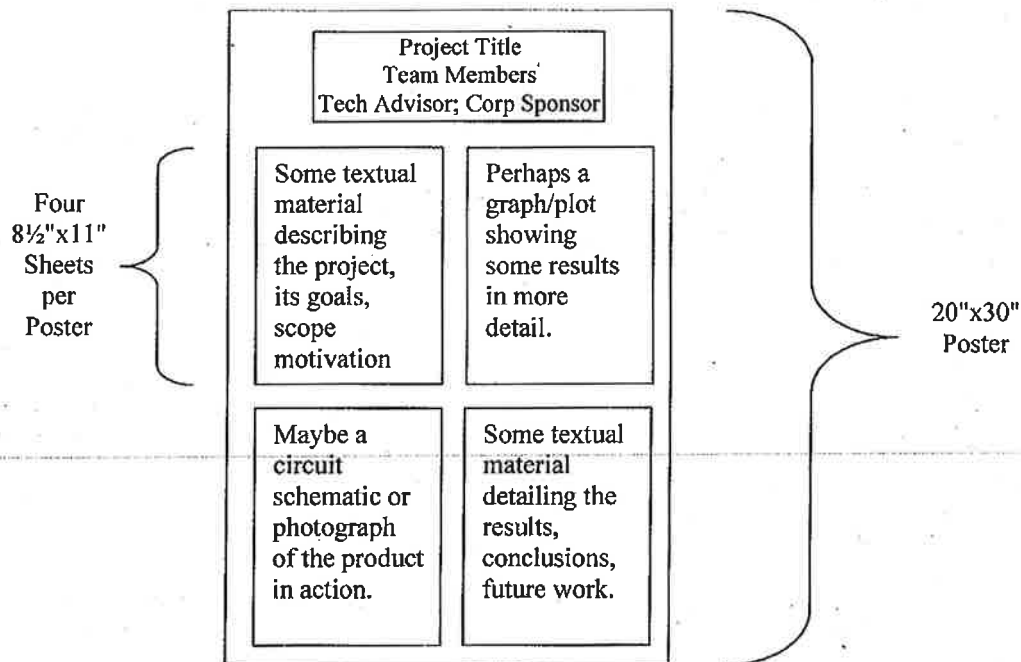 Project Title
Team Members
Tech Advisor; Corp Sponsor
Four
8½"x11"
Sheets
per
Poster
Some textual
material
describing
the project,
its goals,
scope
motivation
Perhaps a
graph/plot
showing
some results
in more
detail.
20"x30"
Poster
Maybe a
circuit
schematic or
photograph
of the product
in action.
Some textual
material
detailing the
results,
conclusions,
future work.